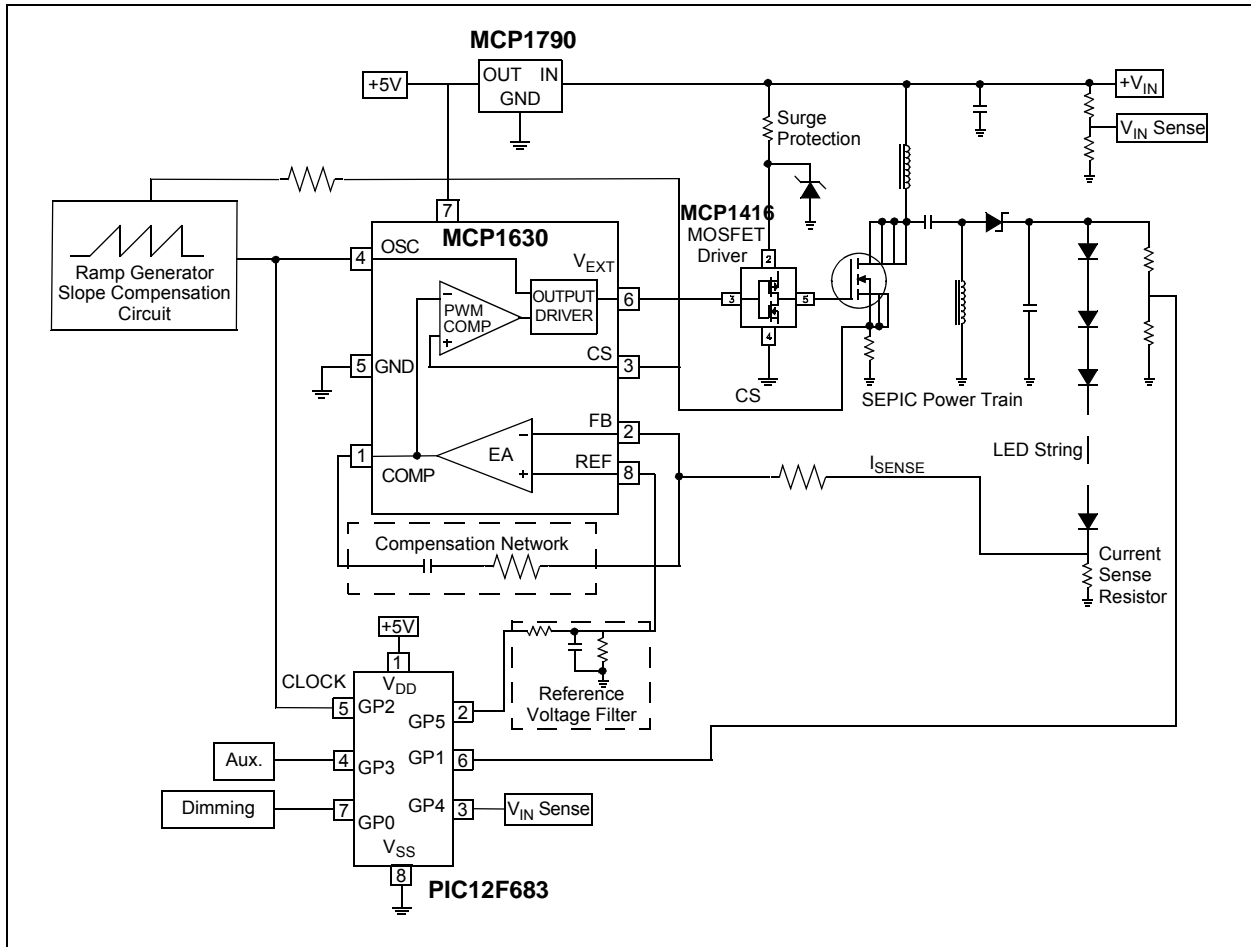 MCP1790
+5V
OUT IN
GND
+VIN
VIN Sense
Surge
Protection
7
MCP1416
MOSFET
Driver
MCP1630
4
OSC
VEXT
Ramp Generator
Slope Compensation
Circuit
PWM
COMP
OUTPUT
DRIVER
6
2
3
5
4
5
GND
CS
3
CS
SEPIC Power Train
FB
2
1
COMP
EA
REF
8
ISENSE
LED String
Compensation Network
Current
Sense
Resistor
+5V
1
VDD
CLOCK
5
GP2
GP5
2
Reference
Voltage Filter
Aux.
4
GP3
GP1
6
Dimming
7
GP0
GP4
3
VIN Sense
VSS
8
PIC12F683